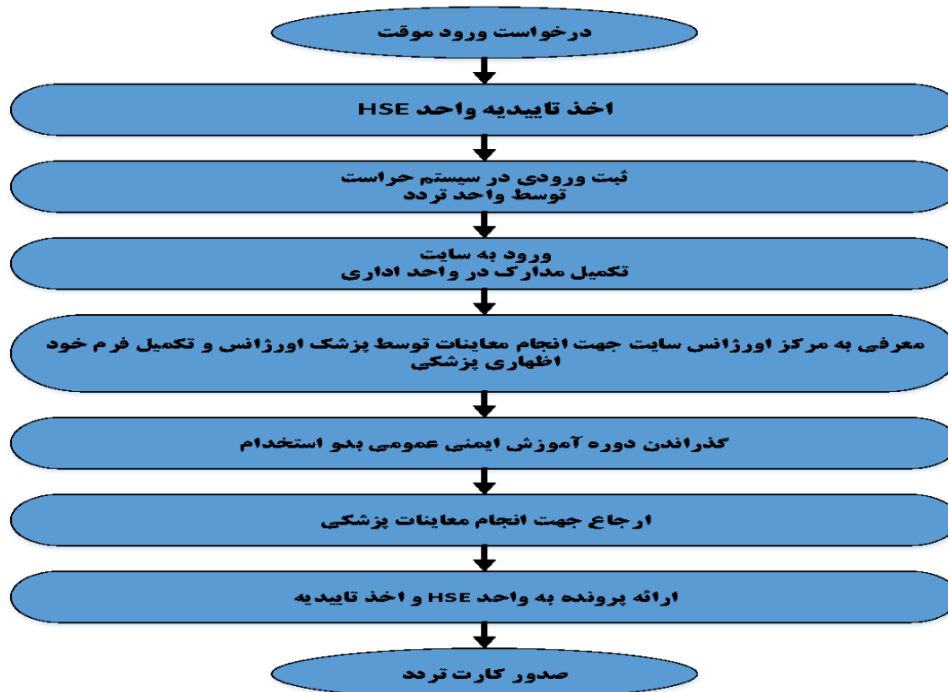 درخواست ورود موقت
اخذ تاییدیه واحد HSE
ثبت ورودی در سیستم حراست
توسط واحد تردد
ورود به سایت
تکمیل مدارک در واحد اداری
معرفی به مرکز اورژانس سایت جهت انجام معاینات توسط پزشک اورژانس و تکمیل فرم خود
اظهاری پزشکی
گذراندن دوره آموزش ایمنی عمومی بدو استخدام
ارجاع جهت انجام معاینات پزشکی
ارائه پرونده به واحد HSE و اخذ تاییدیه
صدور کارت تردد